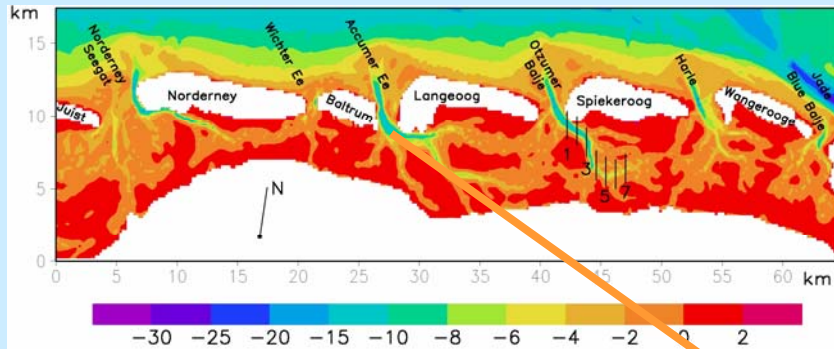 km
15
10
5
0
Juist
Norderney
Seegat
Norderney
Wichter Ee
Baltrum
Accumer Ee
Langeoog
Otzumer
Balje
Spiekeroog
Harle
Wangerooge
Blue Balje
Jade
1
3
5
7
N
0 5 10 15 20 25 30 35 40 45 50 55 60 km
-30 -25 -20 -15 -10 -8 -6 -4 -2 0 2